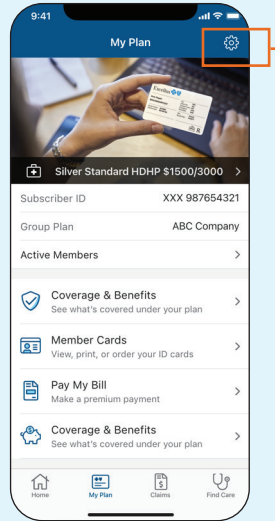 9:41
My Plan
Excellus
Silver Standard HDHP $1500/3000
Subscriber ID XXX 987654321
Group Plan ABC Company
Active Members
Coverage & Benefits
See what's covered under your plan
Member Cards
View, print, or order your ID cards
Pay My Bill
Make a premium payment
Coverage & Benefits
See what's covered under your plan
Home My Plan Claims Find Care